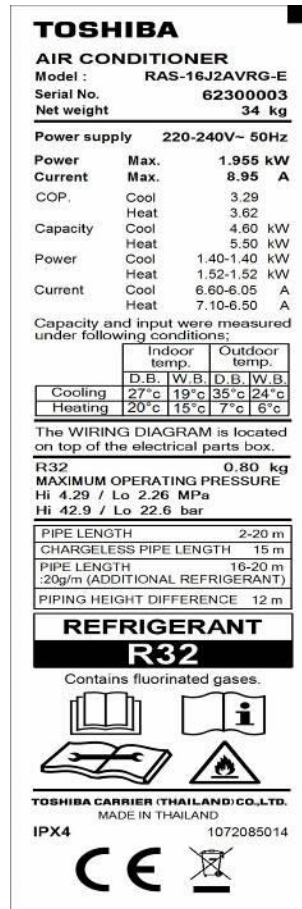 TOSHIBA
AIR CONDITIONER
Model : RAS-16J2AVRG-E
Serial No. 62300003
Net weight 34 kg
Power supply 220-240V~ 50Hz
Power Max. 1.955 kW
Current Max. 8.95 A
COP. Cool 3.29
Heat 3.62
Capacity Cool 4.60 kW
Heat 5.50 kW
Power Cool 1.40-1.40 kW
Heat 1.52-1.52 kW
Current Cool 6.60-6.05 A
Heat 7.10-6.50 A
Capacity and input were measured
under following conditions;
Indoor temp. Outdoor temp.
D.B. W.B. D.B. W.B.
Cooling 27°c 19°c 35°c 24°c
Heating 20°c 15°c 7°c 6°c
The WIRING DIAGRAM is located
on top of the electrical parts box.
R32 0.80 kg
MAXIMUM OPERATING PRESSURE
Hi 4.29 / Lo 2.26 MPa
Hi 42.9 / Lo 22.6 bar
PIPE LENGTH 2-20 m
CHARGELESS PIPE LENGTH 15 m
PIPE LENGTH 16-20 m
:20g/m (ADDITIONAL REFRIGERANT)
PIPING HEIGHT DIFFERENCE 12 m
REFRIGERANT
R32
Contains fluorinated gases.
i
TOSHIBA CARRIER (THAILAND) CO.,LTD.
MADE IN THAILAND
IPX4 1072085014
CE